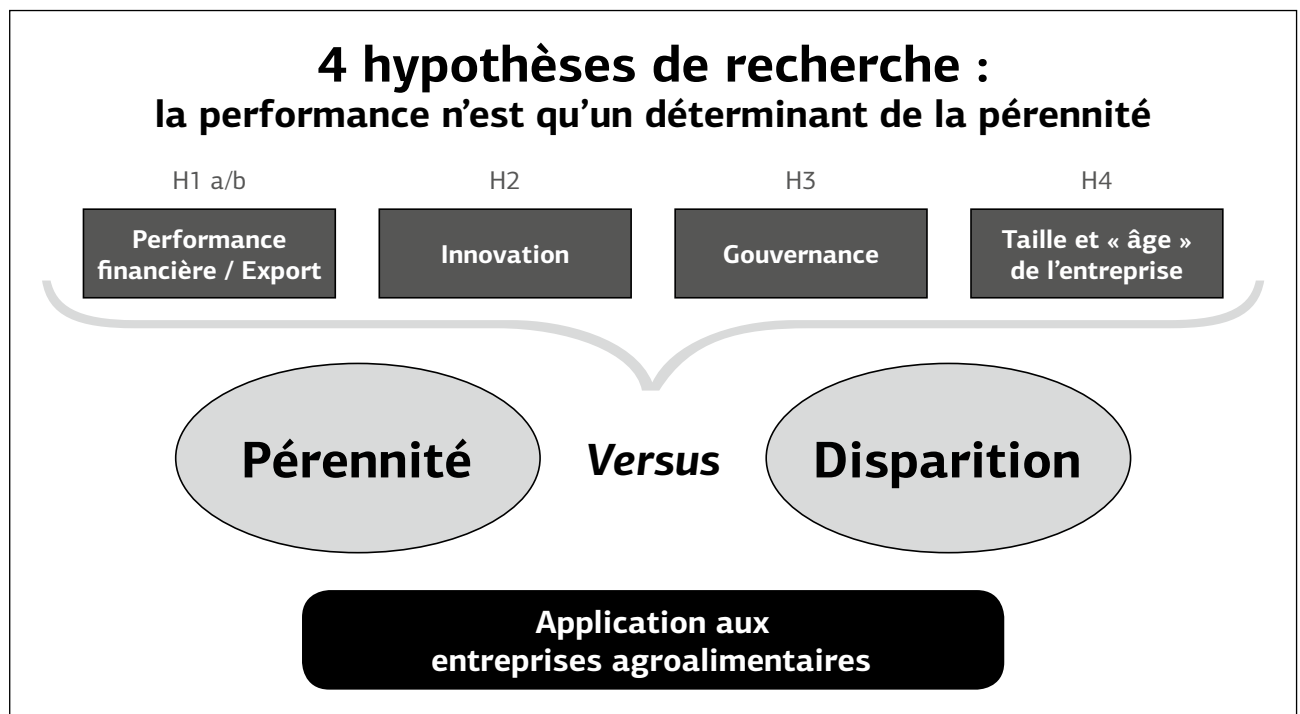 4 hypothèses de recherche :
la performance n’est qu’un déterminant de la pérennité
H1 a/b
H2
H3
H4
Performance
financière / Export
Innovation
Gouvernance
Taille et « âge »
de l’entreprise
Pérennité
Versus
Disparition
Application aux
entreprises agroalimentaires